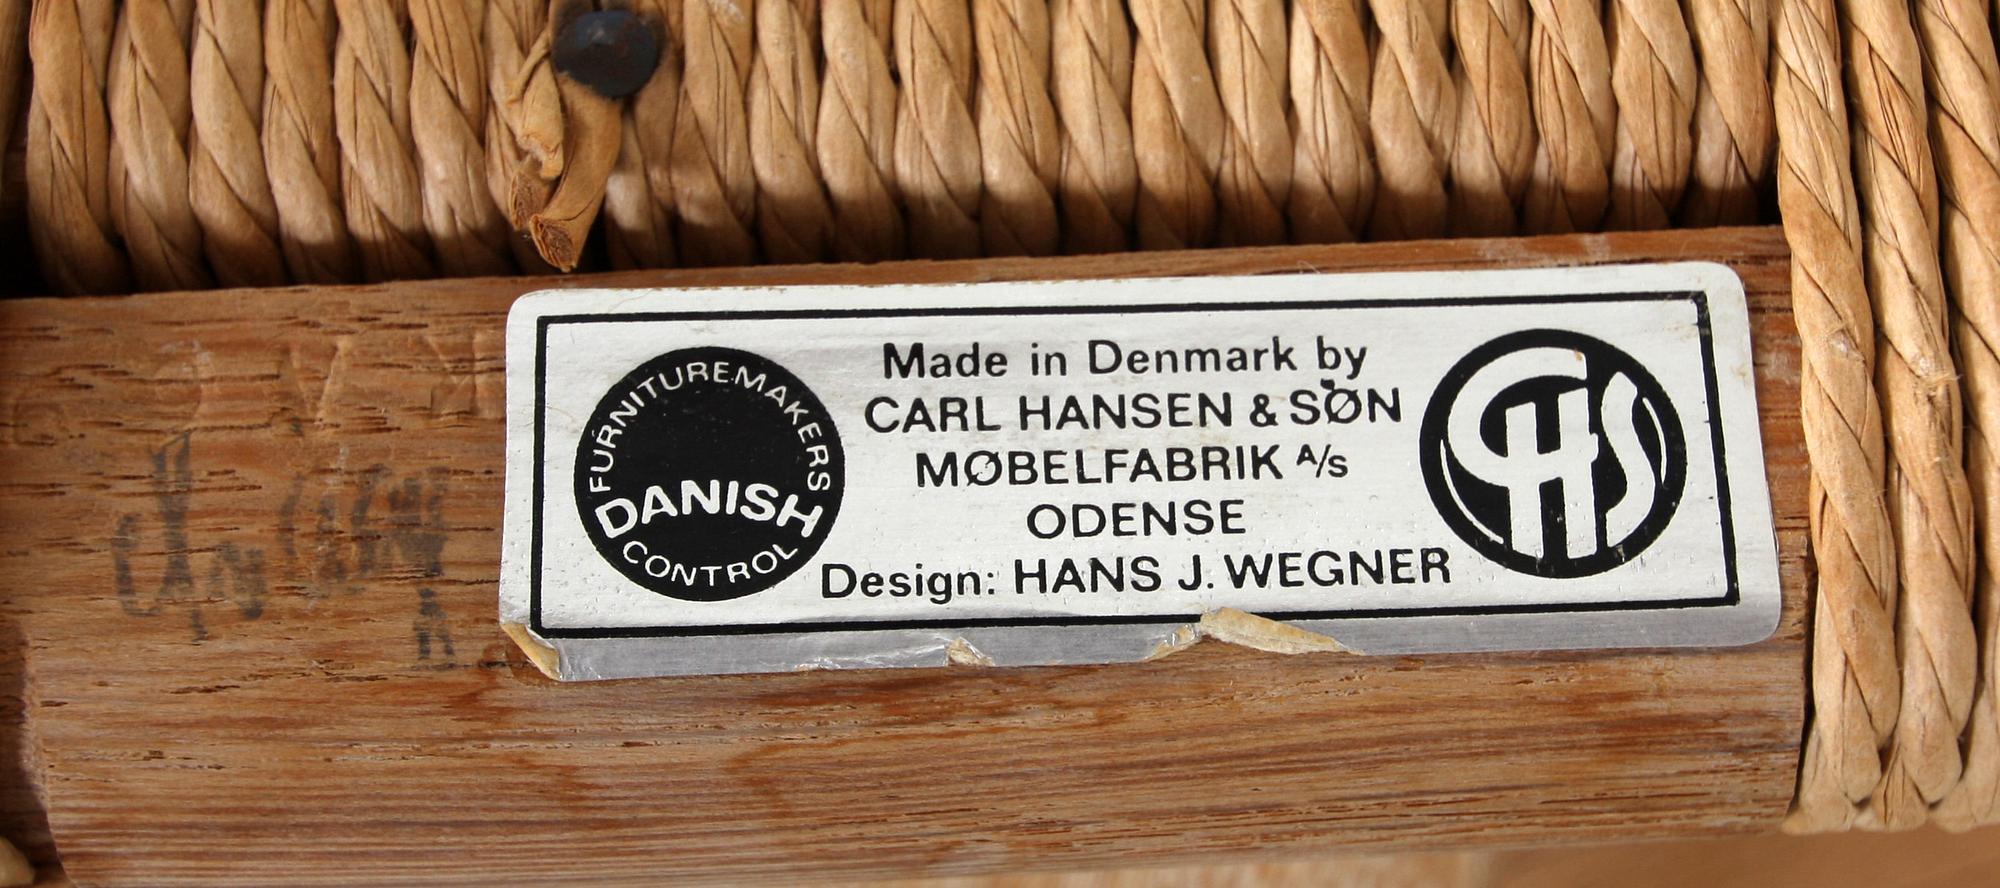 FURNITUREMAKERS
DANISH
CONTROL
Made in Denmark by
CARL HANSEN & SØN
MØBELFABRIK A/S
ODENSE
Design: HANS J. WEGNER
CHS